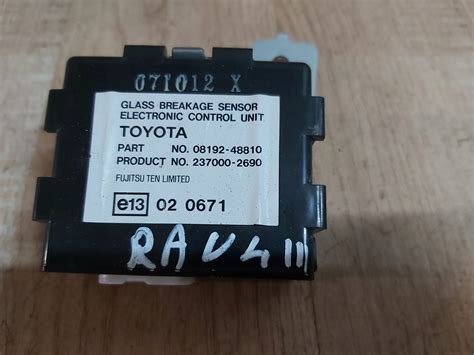 071012 X
GLASS BREAKAGE SENSOR
ELECTRONIC CONTROL UNIT
TOYOTA
PART NO. 08192-48810
PRODUCT NO. 237000-2690
FUJITSU TEN LIMITED
e13 02 0671
RAV4 III